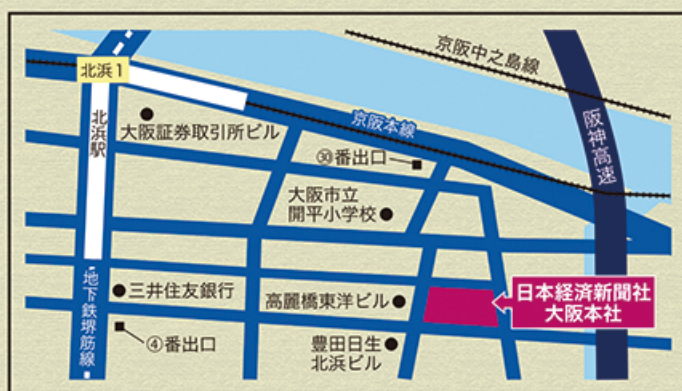 京阪中之島線
北浜1
北浜駅
大阪証券取引所ビル
京阪本線
阪神高速
㉚番出口
大阪市立
開平小学校
地下鉄堺筋線
三井住友銀行
高麗橋東洋ビル
日本経済新聞社
大阪本社
④番出口
豊田日生
北浜ビル